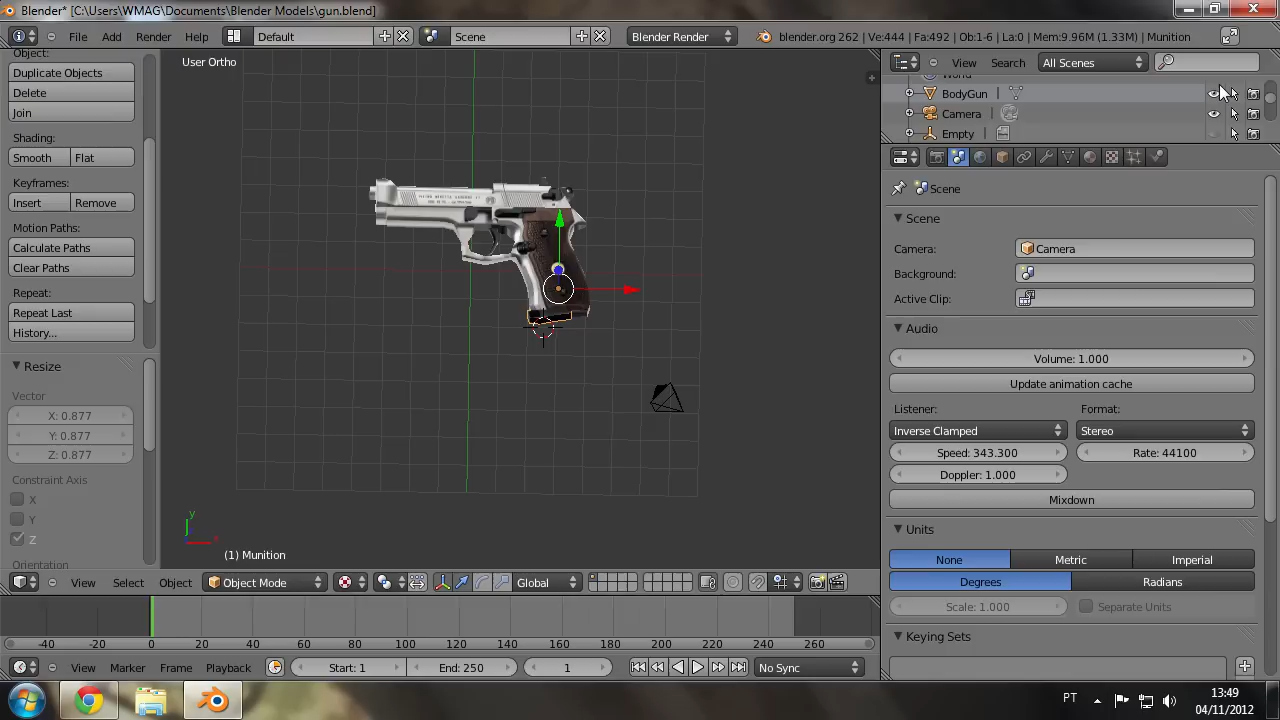 Blender* [C:\Users\WMAG\Documents\Blender Models\gun.blend]
File Add Render Help Default Scene Blender Render blender.org 262 | Ve:444 | Fa:492 | Ob:1-6 | La:0 | Mem:9.96M (1.33M) | Munition
Object:
Duplicate Objects
Delete
Join
Shading:
Smooth Flat
Keyframes:
Insert Remove
Motion Paths:
Calculate Paths
Clear Paths
Repeat:
Repeat Last
History...
Resize
Vector
X: 0.877
Y: 0.877
Z: 0.877
Constraint Axis
X
Y
Z
Orientation
User Ortho
y
x
(1) Munition
View Select Object Object Mode Global
-40 -20 0 20 40 60 80 100 120 140 160 180 200 220 240 260
View Marker Frame Playback Start: 1 End: 250 1 No Sync
View Search All Scenes
World
BodyGun
Camera
Empty
Scene
Scene
Camera: Camera
Background:
Active Clip:
Audio
Volume: 1.000
Update animation cache
Listener: Format:
Inverse Clamped Stereo
Speed: 343.300 Rate: 44100
Doppler: 1.000
Mixdown
Units
None Metric Imperial
Degrees Radians
Scale: 1.000 Separate Units
Keying Sets
PT
13:49
04/11/2012